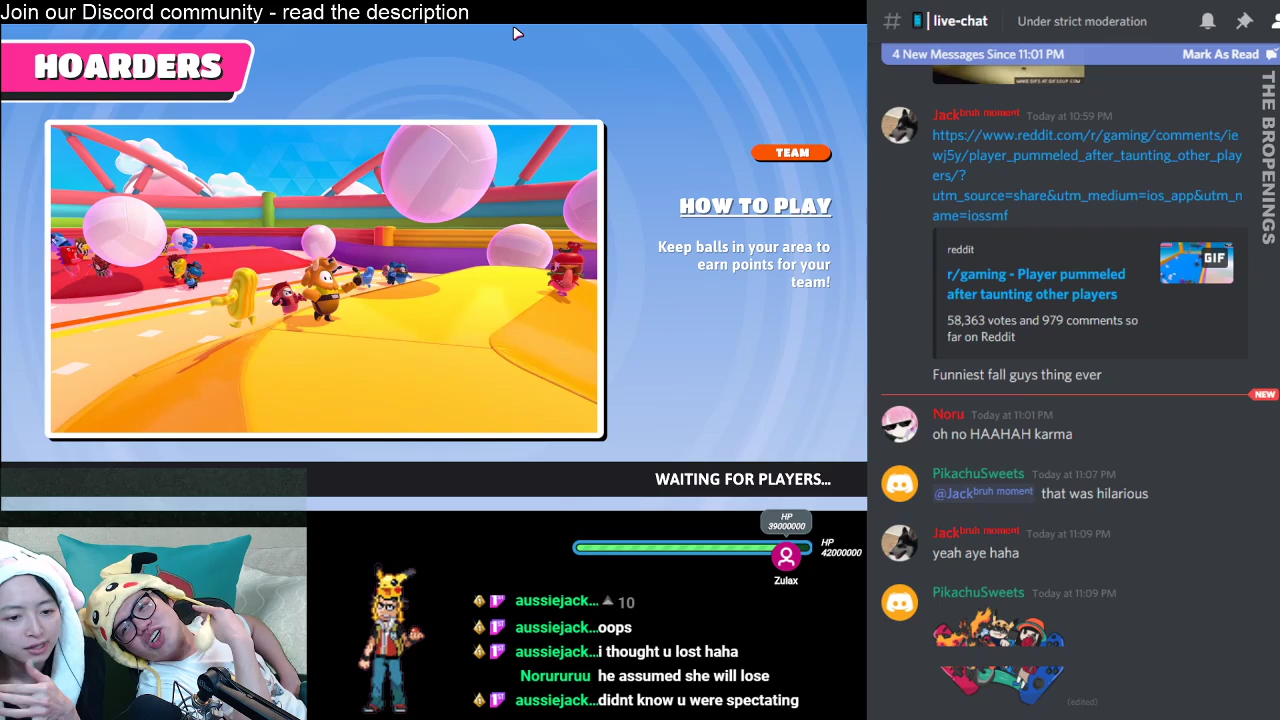 Join our Discord community - read the description
HOARDERS
TEAM
HOW TO PLAY
Keep balls in your area to
earn points for your
team!
WAITING FOR PLAYERS...
HP
39000000
HP
42000000
Zulax
aussiejack... 10
aussiejack...oops
aussiejack...i thought u lost haha
Norururuu he assumed she will lose
aussiejack...didnt know u were spectating
# | live-chat Under strict moderation
4 New Messages Since 11:01 PM Mark As Read
Jack bruh moment Today at 10:59 PM
https://www.reddit.com/r/gaming/comments/ie
wj5y/player_pummeled_after_taunting_other_play
ers/?
utm_source=share&utm_medium=ios_app&utm_n
ame=iossmf
reddit
r/gaming - Player pummeled
after taunting other players
GIF
58,363 votes and 979 comments so
far on Reddit
Funniest fall guys thing ever
NEW
Noru Today at 11:01 PM
oh no HAAHAH karma
PikachuSweets Today at 11:07 PM
@Jack bruh moment that was hilarious
Jack bruh moment Today at 11:09 PM
yeah aye haha
PikachuSweets Today at 11:09 PM
(edited)
THE BROPENINGS